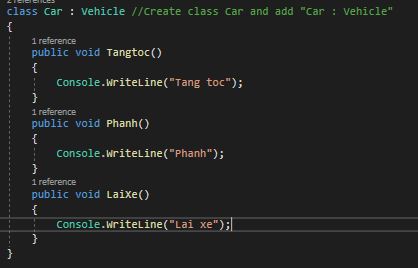 2 references
class Car : Vehicle //Create class Car and add "Car : Vehicle"
{
1 reference
public void Tangtoc()
{
Console.WriteLine("Tang toc");
}
1 reference
public void Phanh()
{
Console.WriteLine("Phanh");
}
1 reference
public void LaiXe()
{
Console.WriteLine("Lai xe");
}
}